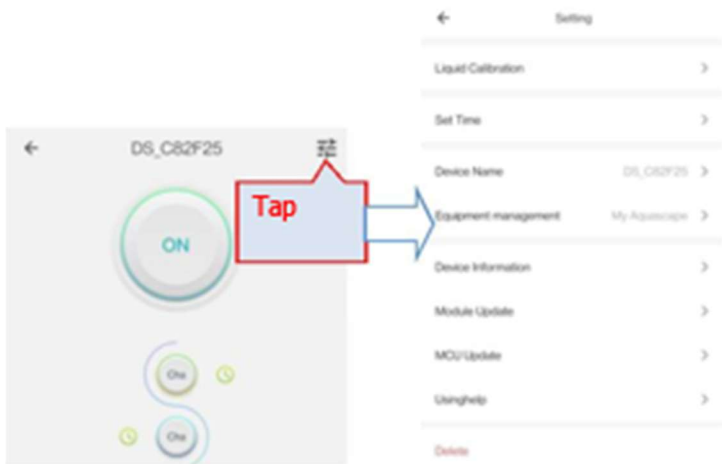 DS_C82F25
ON
Tap
Setting
Liquid Calibration
Set Time
Device Name DS_C82F25
Equipment management My Aquascape
Device Information
Module Update
MCU Update
Usinghelp
Delete